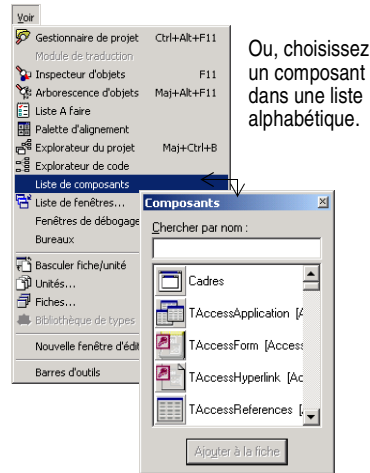 Voir
Gestionnaire de projet Ctrl+Alt+F11
Module de traduction
Inspecteur d'objets F11
Arborescence d'objets Maj+Alt+F11
Liste A faire
Palette d'alignement
Explorateur du projet Maj+Ctrl+B
Explorateur de code
Liste de composants
Liste de fenêtres...
Fenêtres de débogage
Bureaux
Basculer fiche/unité
Unités...
Fiches...
Bibliothèque de types
Nouvelle fenêtre d'édit
Barres d'outils
Ou, choisissez
un composant
dans une liste
alphabétique.
Composants
Chercher par nom :
Cadres
TAccessApplication [A
TAccessForm [Access
TAccessHyperlink [Ac
TAccessReferences [
Ajouter à la fiche